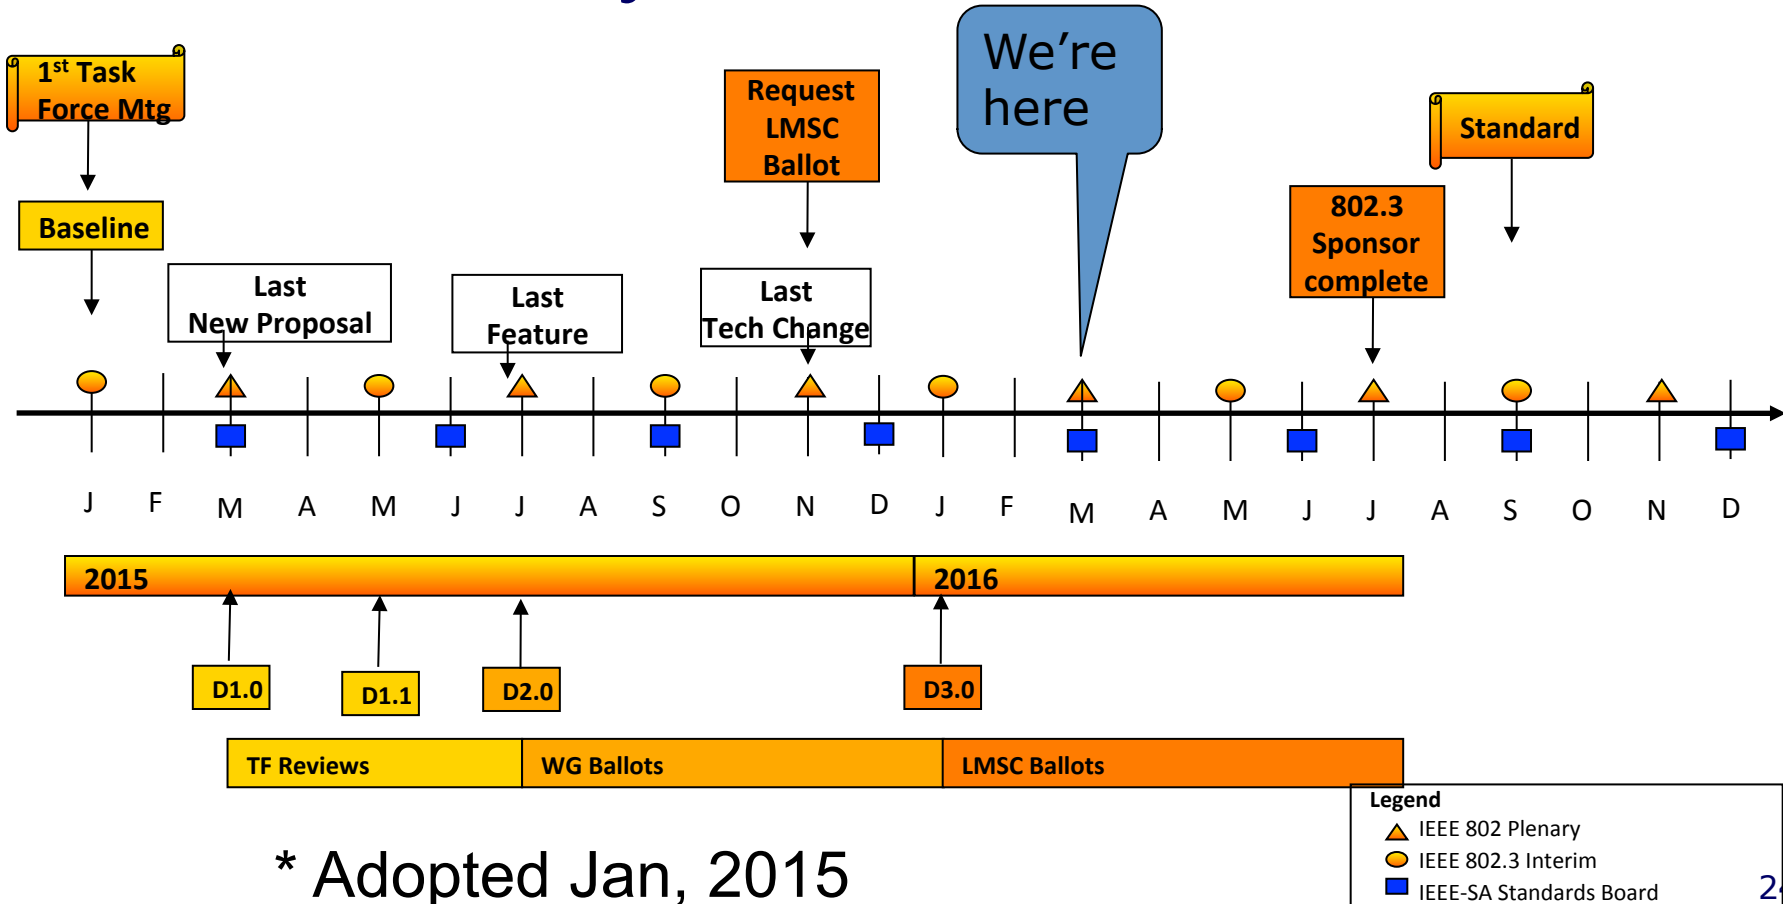 1st Task
Force Mtg
Baseline
Last
New Proposal
Last
Feature
Request
LMSC
Ballot
Last
Tech Change
We're
here
802.3
Sponsor
complete
Standard
J F M A M J J A S O N D J F M A M J J A S O N D
2015 2016
D1.0 D1.1 D2.0 D3.0
TF Reviews WG Ballots LMSC Ballots
* Adopted Jan, 2015
Legend
IEEE 802 Plenary
IEEE 802.3 Interim
IEEE-SA Standards Board